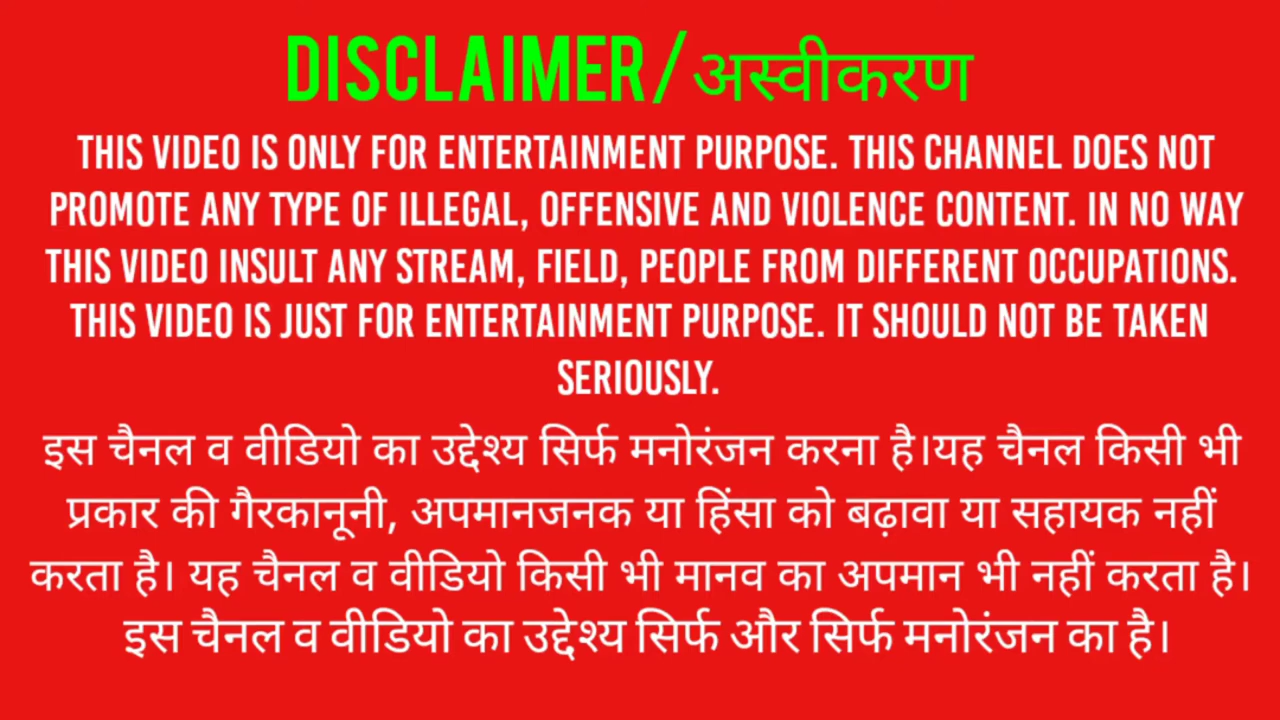 DISCLAIMER/अस्वीकरण
THIS VIDEO IS ONLY FOR ENTERTAINMENT PURPOSE. THIS CHANNEL DOES NOT
PROMOTE ANY TYPE OF ILLEGAL, OFFENSIVE AND VIOLENCE CONTENT. IN NO WAY
THIS VIDEO INSULT ANY STREAM, FIELD, PEOPLE FROM DIFFERENT OCCUPATIONS.
THIS VIDEO IS JUST FOR ENTERTAINMENT PURPOSE. IT SHOULD NOT BE TAKEN
SERIOUSLY.
इस चैनल व वीडियो का उद्देश्य सिर्फ मनोरंजन करना है।यह चैनल किसी भी
प्रकार की गैरकानूनी, अपमानजनक या हिंसा को बढ़ावा या सहायक नहीं
करता है। यह चैनल व वीडियो किसी भी मानव का अपमान भी नहीं करता है।
इस चैनल व वीडियो का उद्देश्य सिर्फ और सिर्फ मनोरंजन का है।